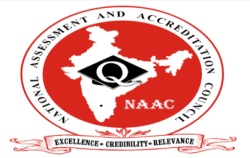 NATIONAL ASSESSMENT AND ACCREDITATION COUNCIL
Q
NAAC
EXCELLENCE * CREDIBILITY * RELEVANCE